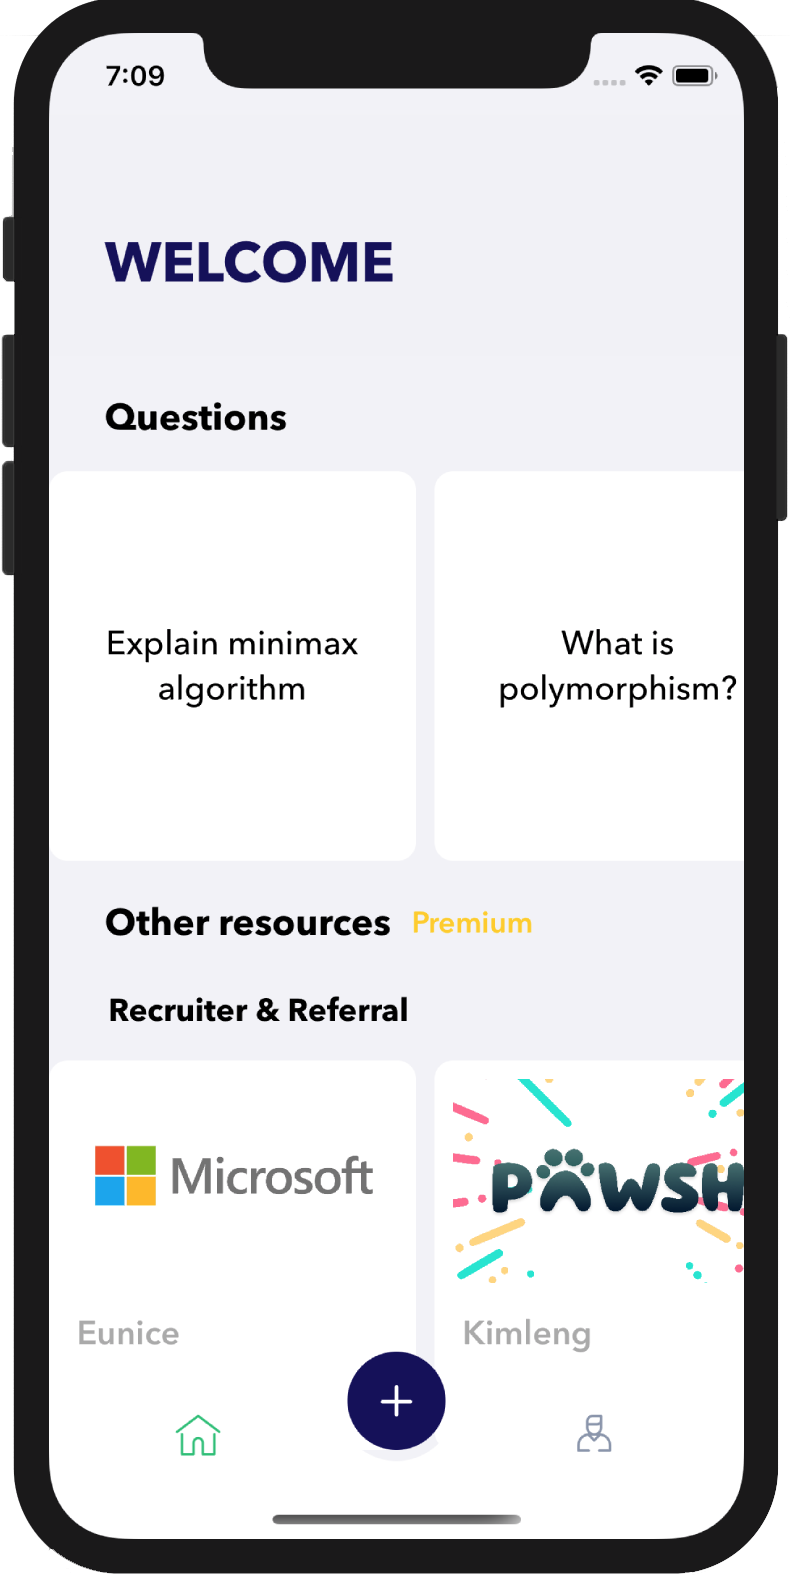 7:09
WELCOME
Questions
Explain minimax
algorithm
What is
polymorphism?
Other resources Premium
Recruiter & Referral
Microsoft
PAWSH
Eunice
Kimleng